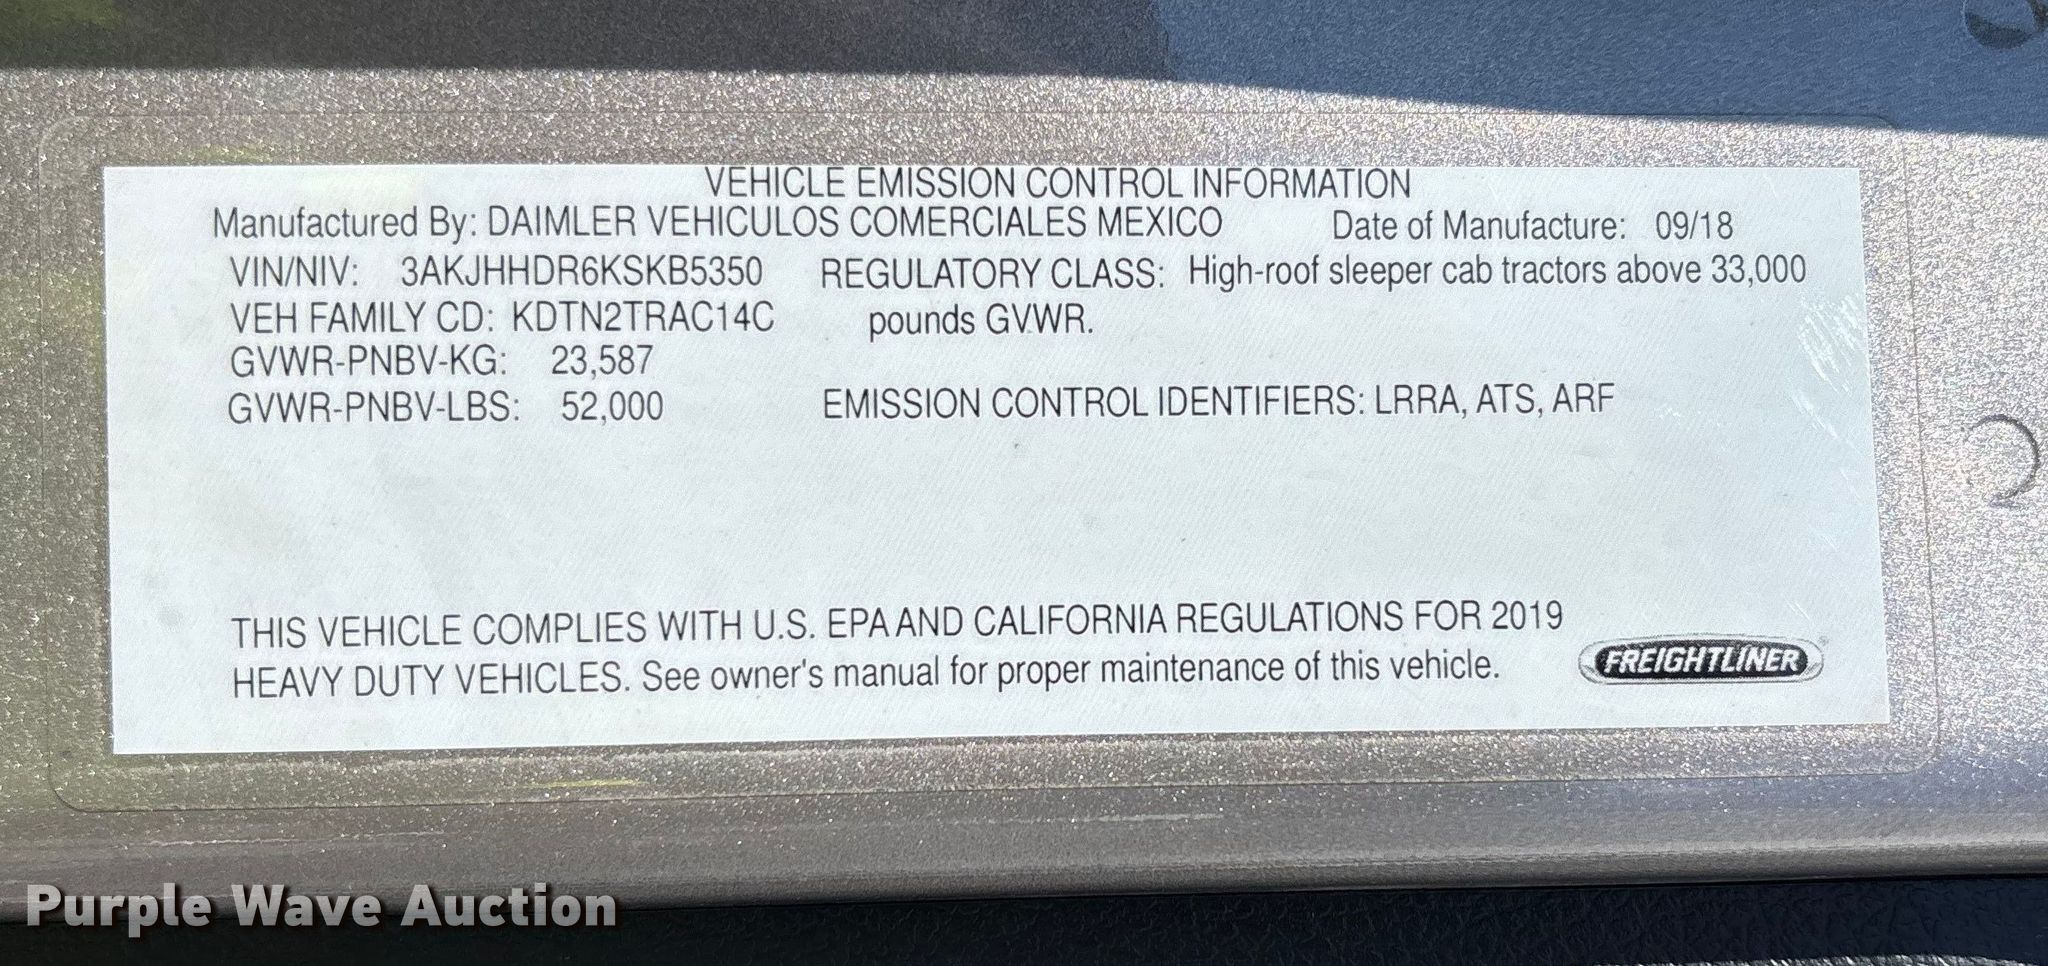 VEHICLE EMISSION CONTROL INFORMATION
Manufactured By: DAIMLER VEHICULOS COMERCIALES MEXICO Date of Manufacture: 09/18
VIN/NIV: 3AKJHHDR6KSKB5350 REGULATORY CLASS: High-roof sleeper cab tractors above 33,000
VEH FAMILY CD: KDTN2TRAC14C pounds GVWR.
GVWR-PNBV-KG: 23,587
GVWR-PNBV-LBS: 52,000 EMISSION CONTROL IDENTIFIERS: LRRA, ATS, ARF
THIS VEHICLE COMPLIES WITH U.S. EPA AND CALIFORNIA REGULATIONS FOR 2019
HEAVY DUTY VEHICLES. See owner's manual for proper maintenance of this vehicle.
FREIGHTLINER
Purple Wave Auction